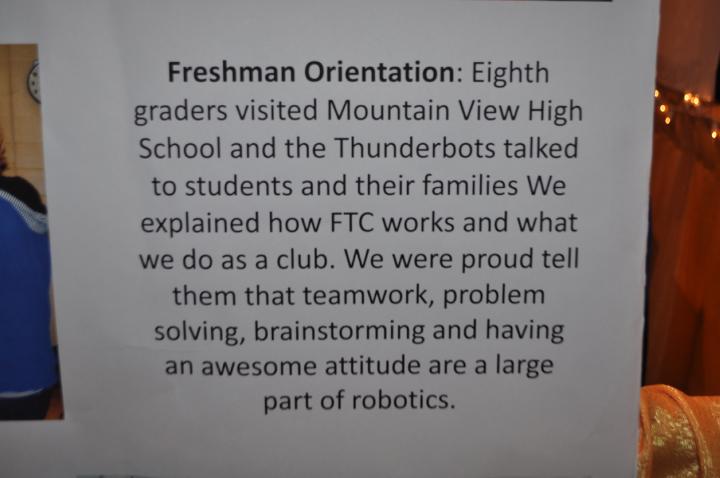 Freshman Orientation: Eighth
graders visited Mountain View High
School and the Thunderbots talked
to students and their families We
explained how FTC works and what
we do as a club. We were proud tell
them that teamwork, problem
solving, brainstorming and having
an awesome attitude are a large
part of robotics.